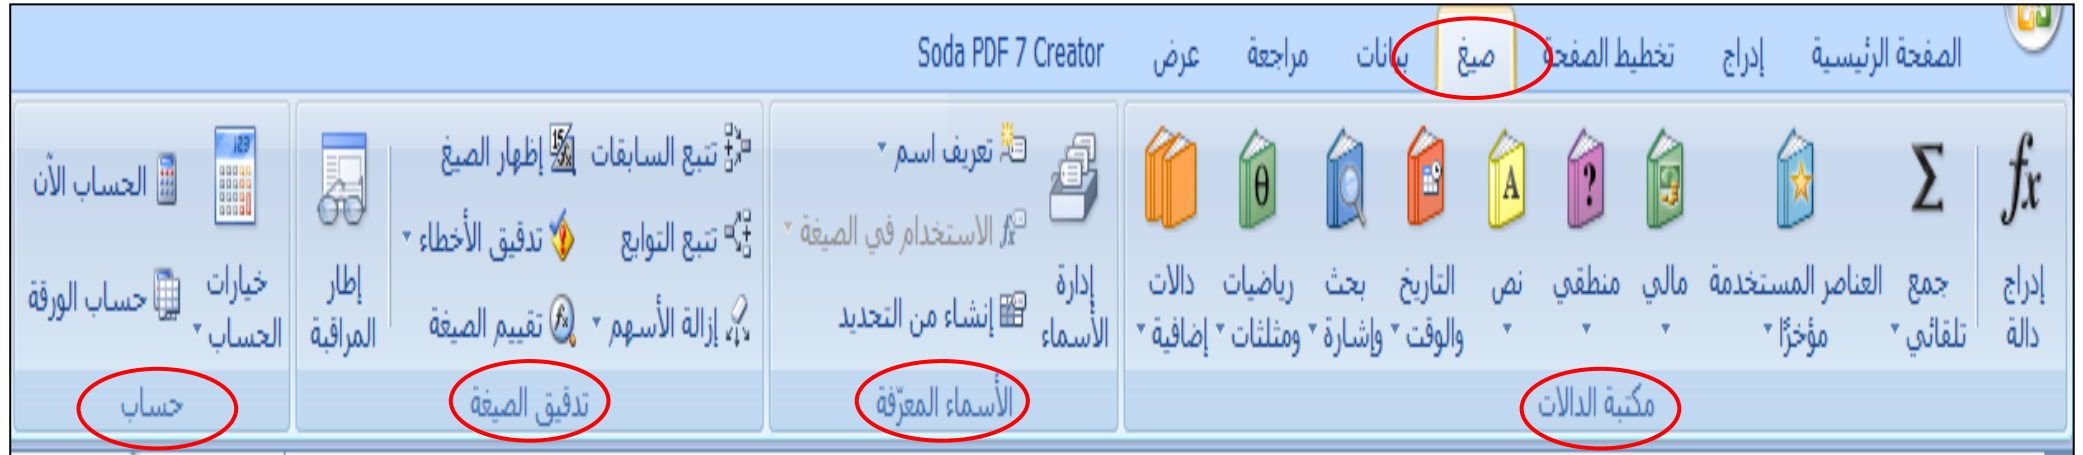 الصفحة الرئيسية إدراج تخطيط الصفحة صيغ بيانات مراجعة عرض Soda PDF 7 Creator
إدراج دالة
جمع تلقائي
العناصر المستخدمة مؤخرًا
مالي
منطقي
نص
التاريخ والوقت
بحث وإشارة
رياضيات ومثلثات
دالات إضافية
مكتبة الدالات
إدارة الأسماء
تعريف اسم
الاستخدام في الصيغة
إنشاء من التحديد
الأسماء المعرّفة
تتبع السابقات
تتبع التوابع
إزالة الأسهم
إظهار الصيغ
تدقيق الأخطاء
تقييم الصيغة
إطار المراقبة
تدقيق الصيغة
خيارات الحساب
الحساب الآن
حساب الورقة
حساب